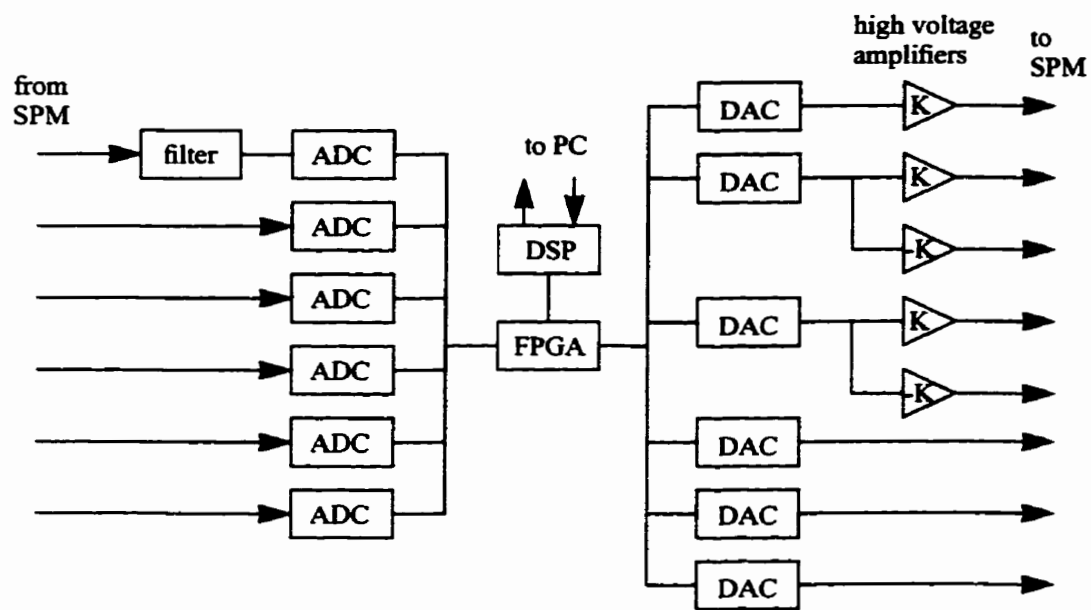 high voltage
amplifiers
to
SPM
from
SPM
DAC
K
filter
ADC
to PC
DAC
K
ADC
DSP
-K
ADC
FPGA
DAC
K
ADC
-K
ADC
DAC
ADC
DAC
DAC